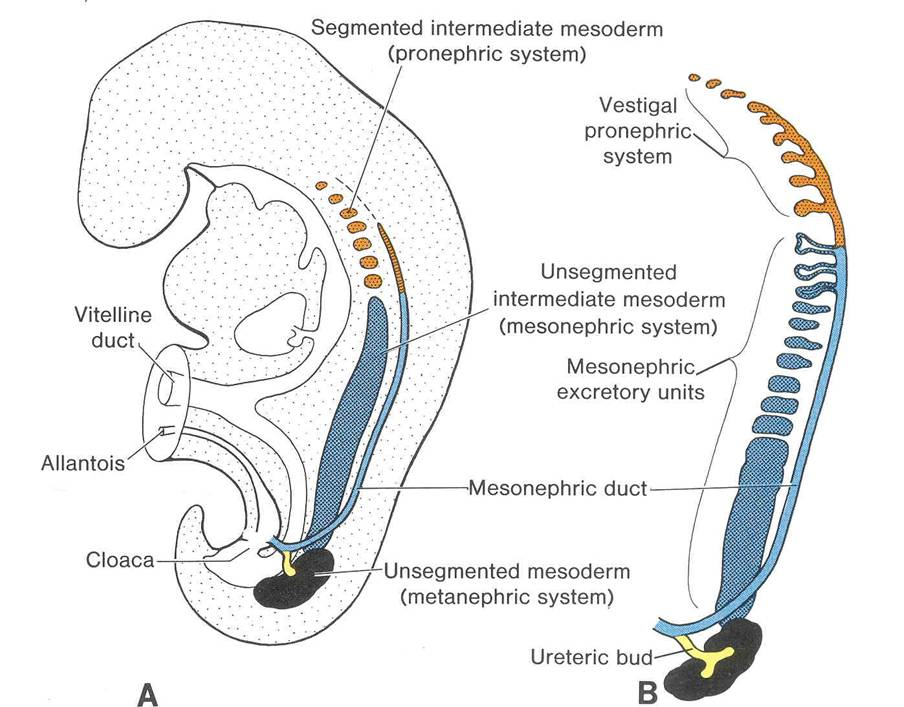 Segmented intermediate mesoderm
(pronephric system)
Vestigal
pronephric
system
Unsegmented
intermediate mesoderm
(mesonephric system)
Vitelline
duct
Mesonephric
excretory units
Allantois
Mesonephric duct
Cloaca
Unsegmented mesoderm
(metanephric system)
Ureteric bud
A
B